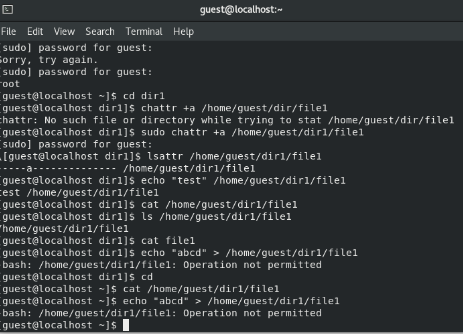 guest@localhost:~
File Edit View Search Terminal Help
[sudo] password for guest:
Sorry, try again.
[sudo] password for guest:
root
[guest@localhost ~]$ cd dir1
[guest@localhost dir1]$ chattr +a /home/guest/dir/file1
chattr: No such file or directory while trying to stat /home/guest/dir/file1
[guest@localhost dir1]$ sudo chattr +a /home/guest/dir1/file1
[sudo] password for guest:
\[guest@localhost dir1]$ lsattr /home/guest/dir1/file1
-----a-------------- /home/guest/dir1/file1
[guest@localhost dir1]$ echo "test" /home/guest/dir1/file1
test /home/guest/dir1/file1
[guest@localhost dir1]$ cat /home/guest/dir1/file1
[guest@localhost dir1]$ ls /home/guest/dir1/file1
/home/guest/dir1/file1
[guest@localhost dir1]$ cat file1
[guest@localhost dir1]$ echo "abcd" > /home/guest/dir1/file1
-bash: /home/guest/dir1/file1: Operation not permitted
[guest@localhost dir1]$ cd
[guest@localhost ~]$ cat /home/guest/dir1/file1
[guest@localhost ~]$ echo "abcd" > /home/guest/dir1/file1
-bash: /home/guest/dir1/file1: Operation not permitted
[guest@localhost ~]$